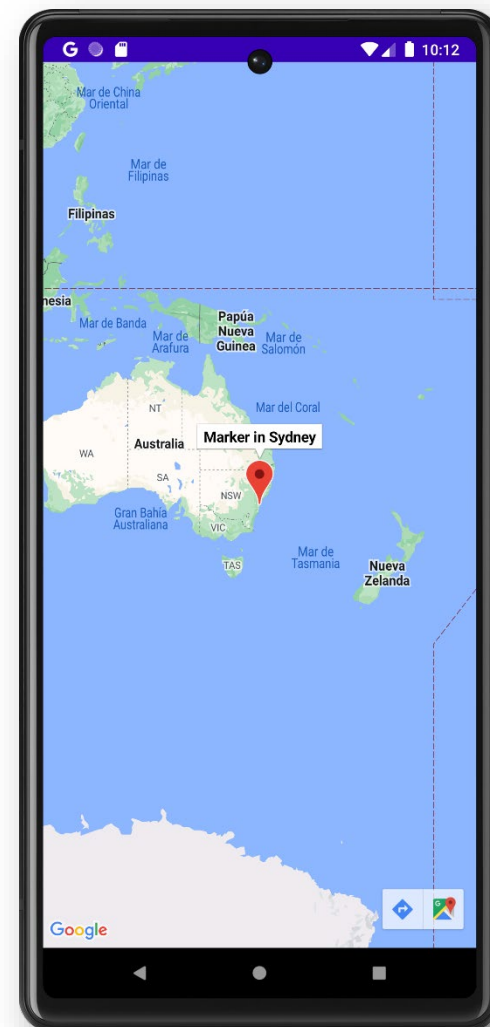 G
10:12
Mar de China
Oriental
Mar de
Filipinas
Filipinas
nesia
Mar de Banda
Papúa
Nueva
Guinea
Mar de
Arafura
Mar de
Salomón
NT
Mar del Coral
Marker in Sydney
Australia
WA
SA
NSW
Gran Bahía
Australiana
VIC
TAS
Mar de
Tasmania
Nueva
Zelanda
G
Google